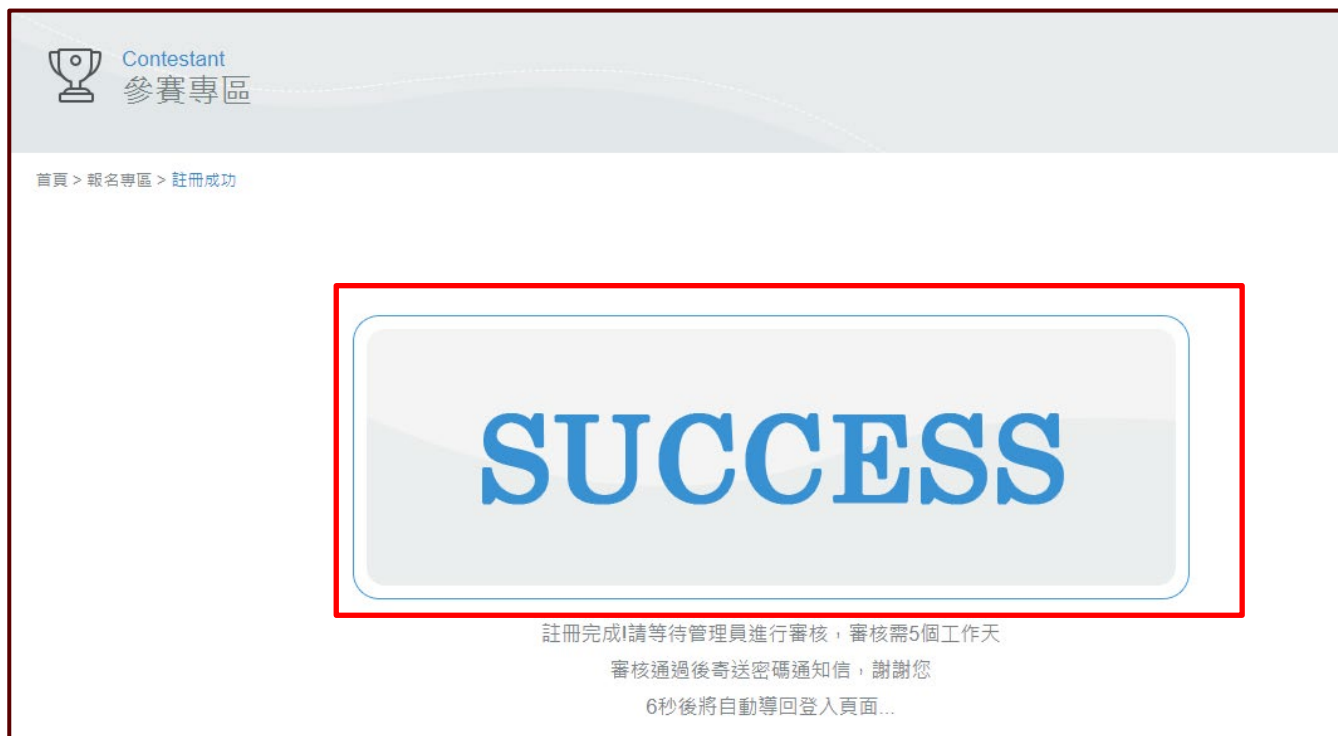 Contestant
參賽專區
首頁 > 報名專區 > 註冊成功
SUCCESS
註冊完成!請等待管理員進行審核，審核需5個工作天
審核通過後寄送密碼通知信，謝謝您
6秒後將自動導回登入頁面...